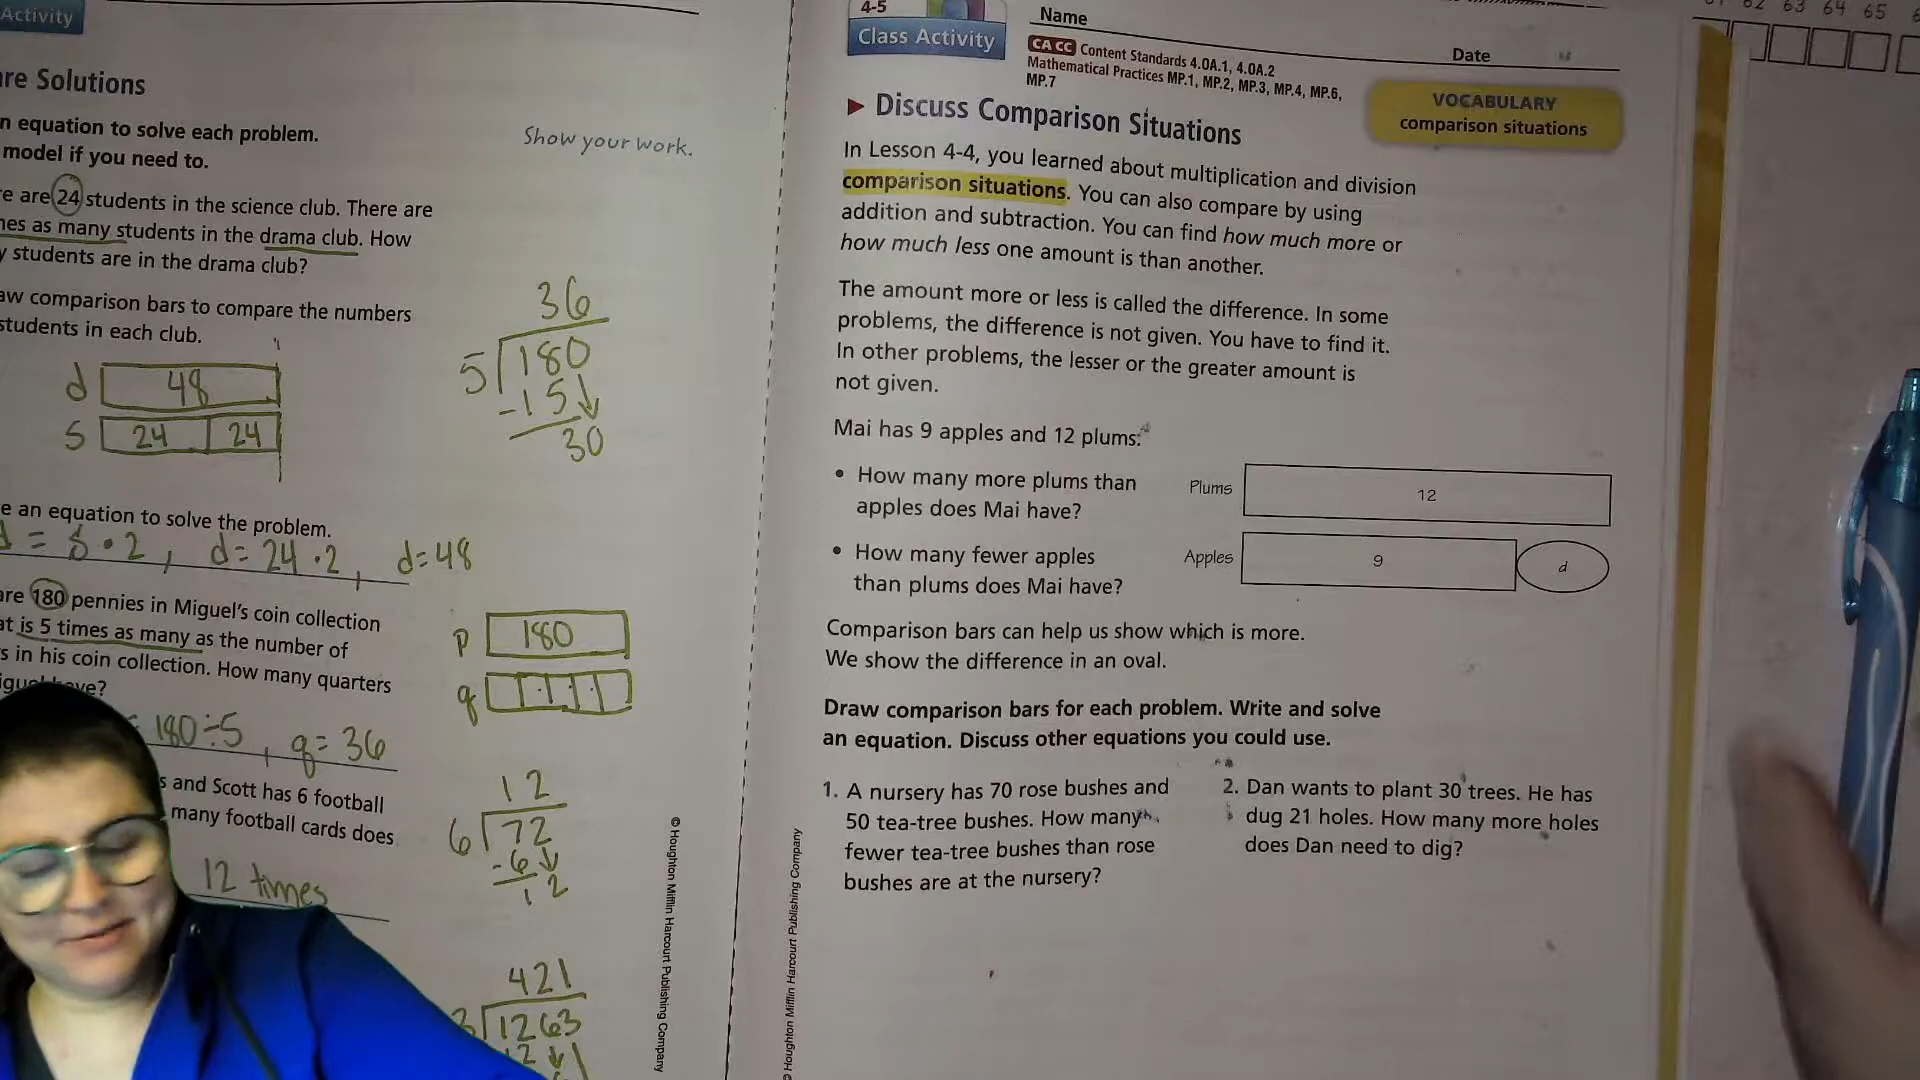 Activity
re Solutions
n equation to solve each problem.
model if you need to.
Show your work.
e are 24 students in the science club. There are
nes as many students in the drama club. How
y students are in the drama club?
aw comparison bars to compare the numbers
students in each club.
d 48
s 24 24
36
5 180
-15
30
e an equation to solve the problem.
d = s • 2, d = 24 • 2, d = 48
are 180 pennies in Miguel's coin collection
at is 5 times as many as the number of
s in his coin collection. How many quarters
ve?
p 180
q
180 ÷ 5, q = 36
s and Scott has 6 football
many football cards does
12 times
12
6 72
-6
12
421
3 1263
12
© Houghton Mifflin Harcourt Publishing Company
4-5
Class Activity
Name
Date
CA CC Content Standards 4.OA.1, 4.OA.2
Mathematical Practices MP.1, MP.2, MP.3, MP.4, MP.6,
MP.7
VOCABULARY
comparison situations
► Discuss Comparison Situations
In Lesson 4-4, you learned about multiplication and division
comparison situations. You can also compare by using
addition and subtraction. You can find how much more or
how much less one amount is than another.
The amount more or less is called the difference. In some
problems, the difference is not given. You have to find it.
In other problems, the lesser or the greater amount is
not given.
Mai has 9 apples and 12 plums.
• How many more plums than
apples does Mai have?
Plums 12
• How many fewer apples
than plums does Mai have?
Apples 9 d
Comparison bars can help us show which is more.
We show the difference in an oval.
Draw comparison bars for each problem. Write and solve
an equation. Discuss other equations you could use.
1. A nursery has 70 rose bushes and
50 tea-tree bushes. How many
fewer tea-tree bushes than rose
bushes are at the nursery?
2. Dan wants to plant 30 trees. He has
dug 21 holes. How many more holes
does Dan need to dig?
© Houghton Mifflin Harcourt Publishing Company
62 63 64 65